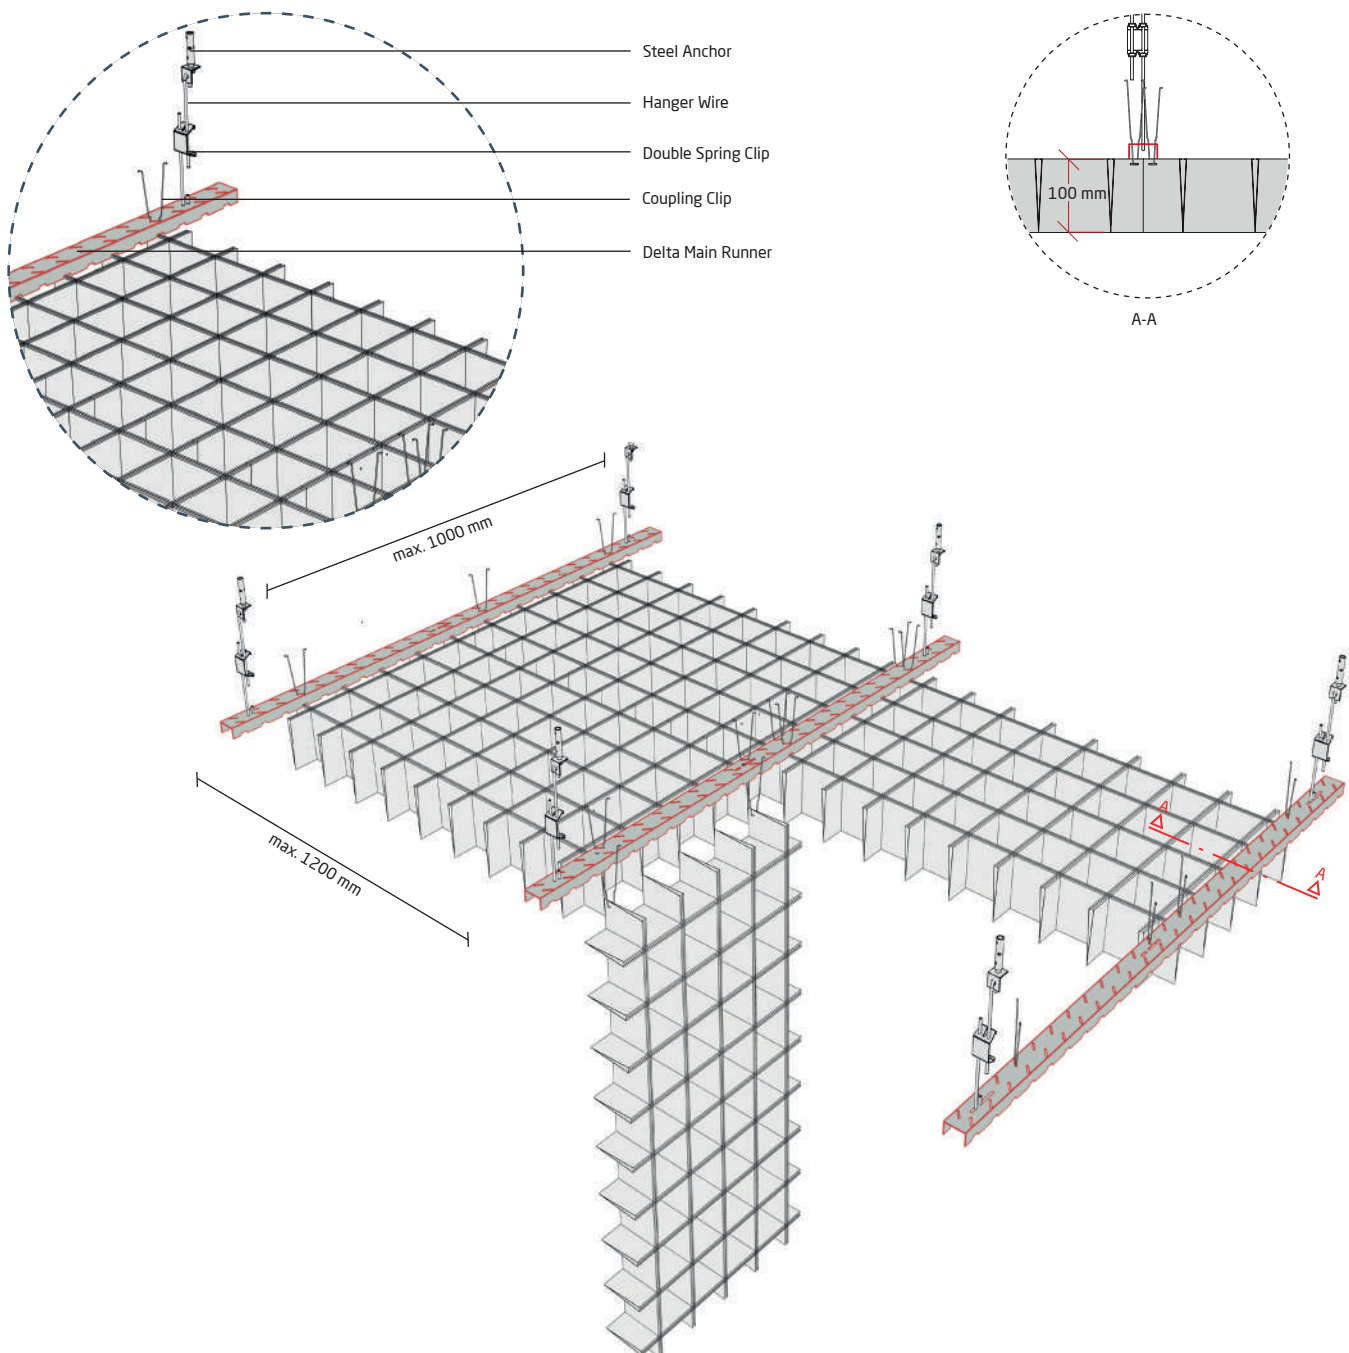 Steel Anchor
Hanger Wire
Double Spring Clip
Coupling Clip
Delta Main Runner
100 mm
A-A
max. 1000 mm
max. 1200 mm
A
A